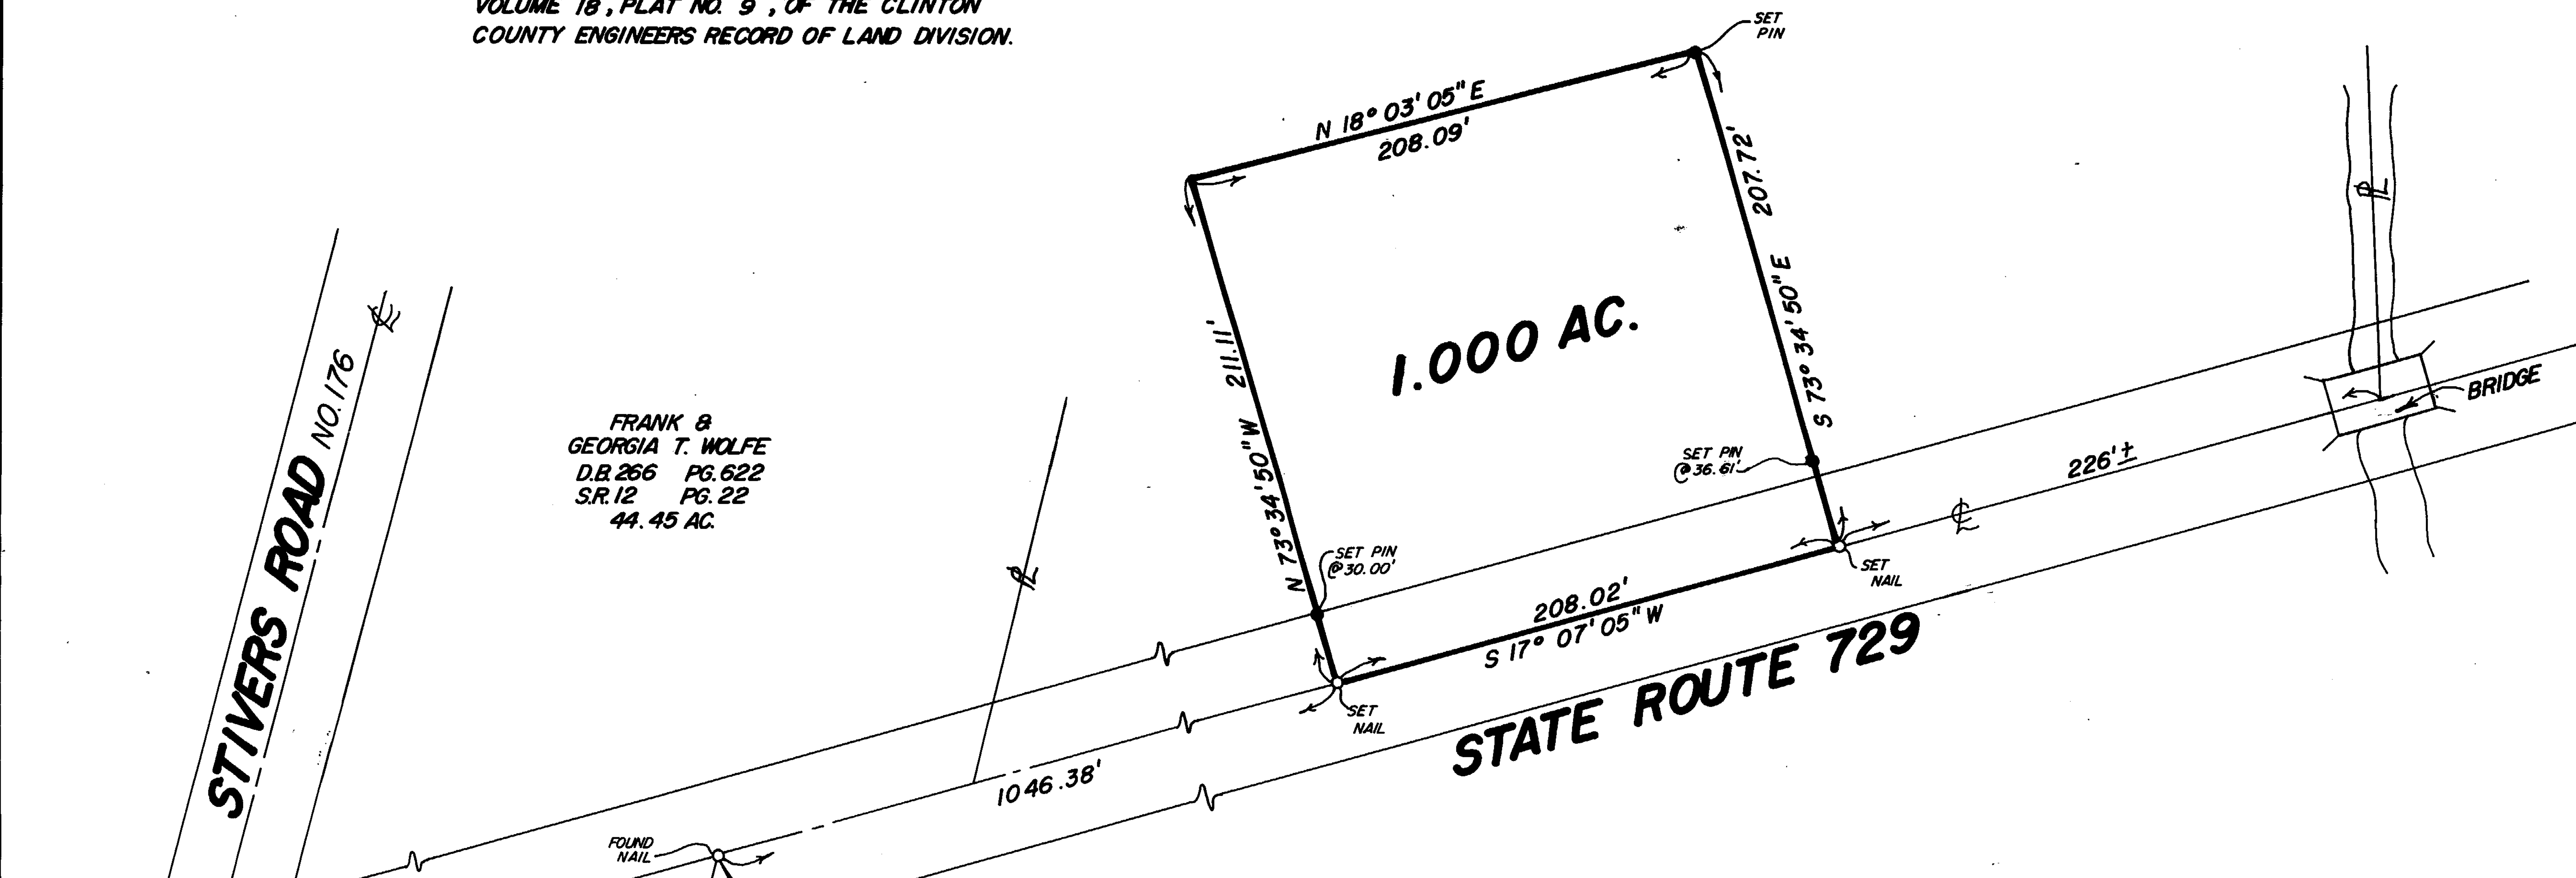 VOLUME 18, PLAT NO. 9, OF THE CLINTON
COUNTY ENGINEERS RECORD OF LAND DIVISION.
SET
PIN
N 18° 03' 05" E
208.09'
207.72'
S 73° 34' 50" E
211.11'
N 73° 34' 50" W
1.000 AC.
STIVERS ROAD NO. 176
℄
FRANK &
GEORGIA T. WOLFE
D.B. 266 PG. 622
S.R. 12 PG. 22
44.45 AC.
SET PIN
@ 36.61'
SET PIN
@ 30.00'
℄
226' ±
BRIDGE
SET
NAIL
208.02'
S 17° 07' 05" W
SET
NAIL
STATE ROUTE 729
1046.38'
FOUND
NAIL